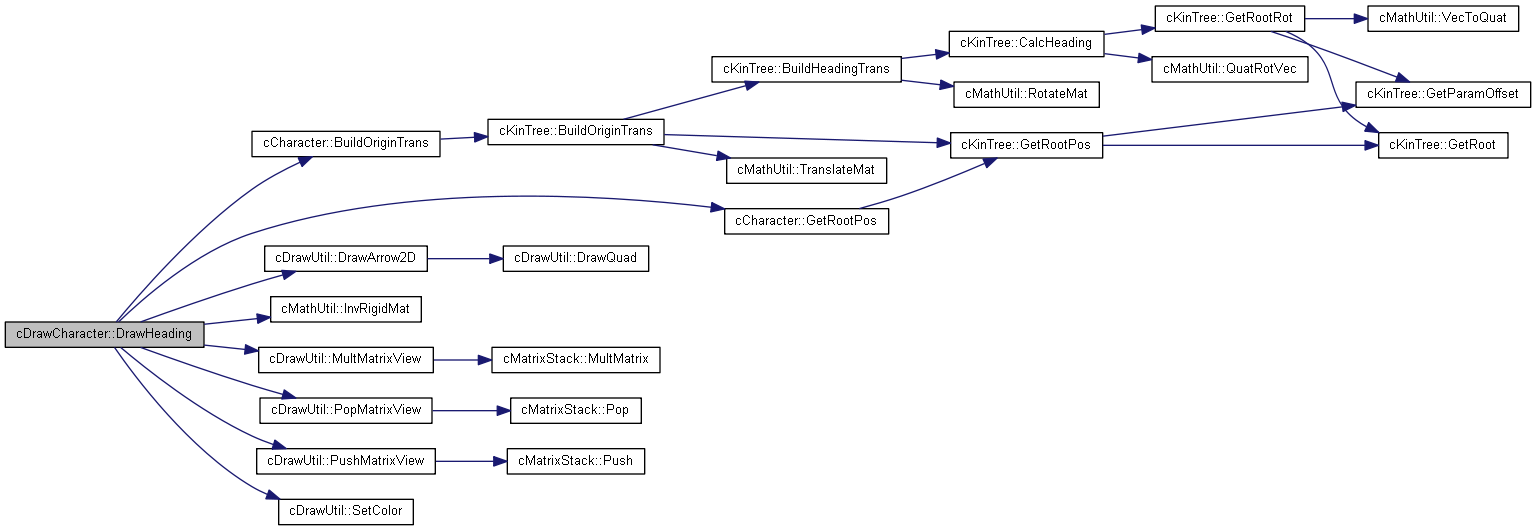 cKinTree::GetRootRot
cMathUtil::VecToQuat
cKinTree::CalcHeading
cKinTree::BuildHeadingTrans
cMathUtil::QuatRotVec
cMathUtil::RotateMat
cKinTree::GetParamOffset
cKinTree::BuildOriginTrans
cCharacter::BuildOriginTrans
cKinTree::GetRootPos
cKinTree::GetRoot
cMathUtil::TranslateMat
cCharacter::GetRootPos
cDrawUtil::DrawArrow2D
cDrawUtil::DrawQuad
cMathUtil::InvRigidMat
cDrawCharacter::DrawHeading
cDrawUtil::MultMatrixView
cMatrixStack::MultMatrix
cDrawUtil::PopMatrixView
cMatrixStack::Pop
cDrawUtil::PushMatrixView
cMatrixStack::Push
cDrawUtil::SetColor